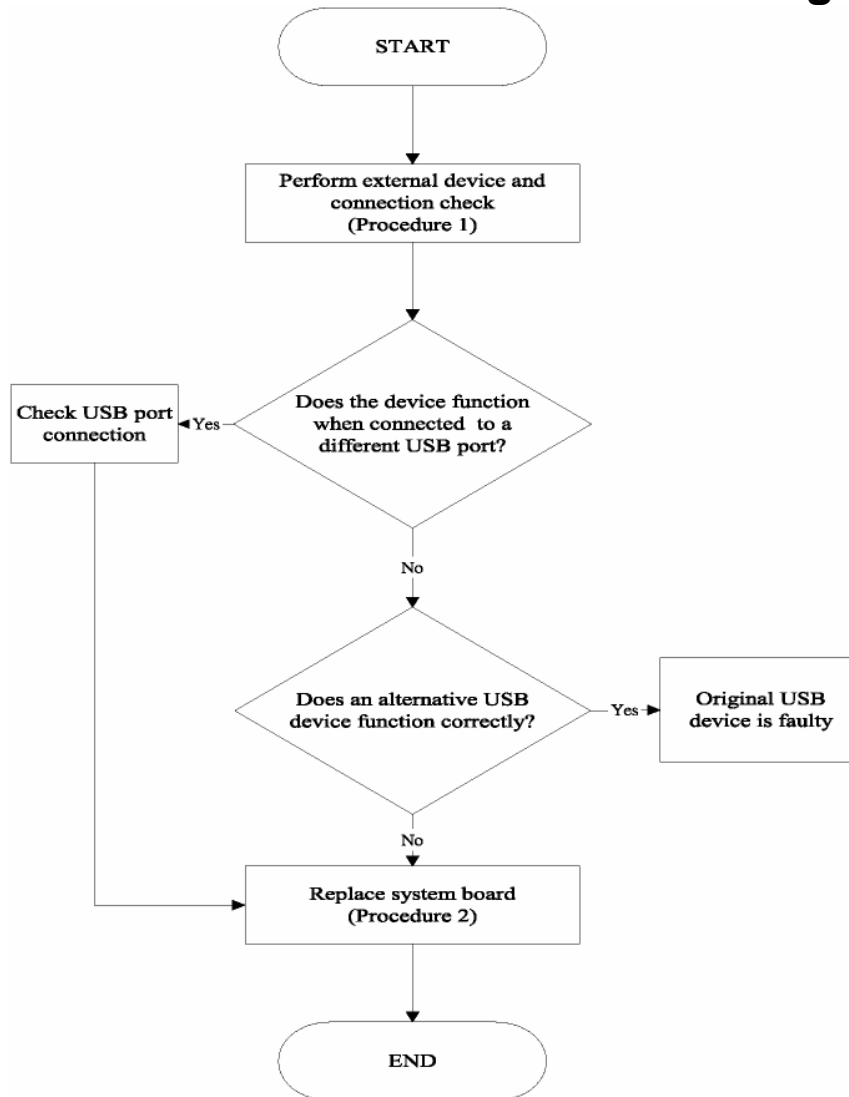 START
Perform external device and
connection check
(Procedure 1)
Does the device function
when connected to a
different USB port?
Yes
Check USB port
connection
No
Does an alternative USB
device function correctly?
Yes
Original USB
device is faulty
No
Replace system board
(Procedure 2)
END